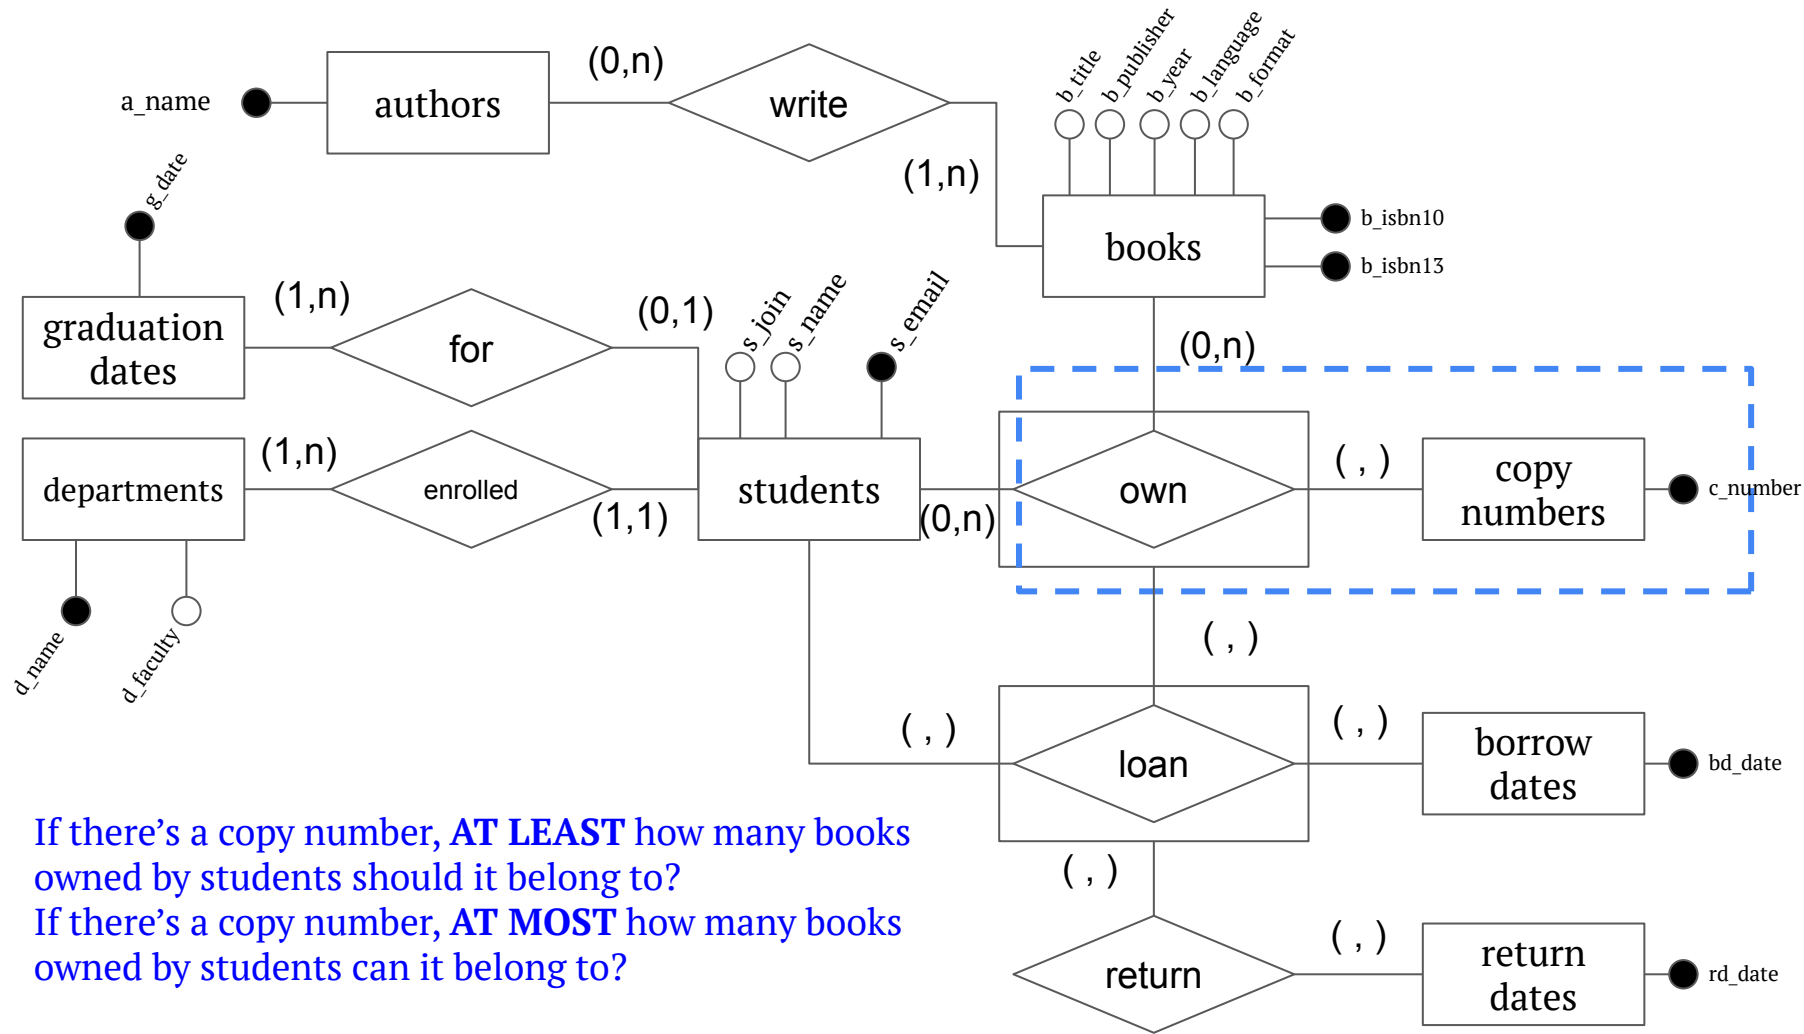 b_title
b_publisher
b_year
b_language
b_format
a_name
authors
(0,n)
write
(1,n)
g_date
books
b_isbn10
b_isbn13
graduation
dates
(1,n)
for
(0,1)
s_join
s_name
s_email
(0,n)
departments
(1,n)
enrolled
(1,1)
students
(0,n)
own
( , )
copy
numbers
c_number
d_name
d_faculty
( , )
( , )
loan
( , )
borrow
dates
bd_date
If there’s a copy number, AT LEAST how many books
owned by students should it belong to?
If there’s a copy number, AT MOST how many books
owned by students can it belong to?
( , )
return
( , )
return
dates
rd_date